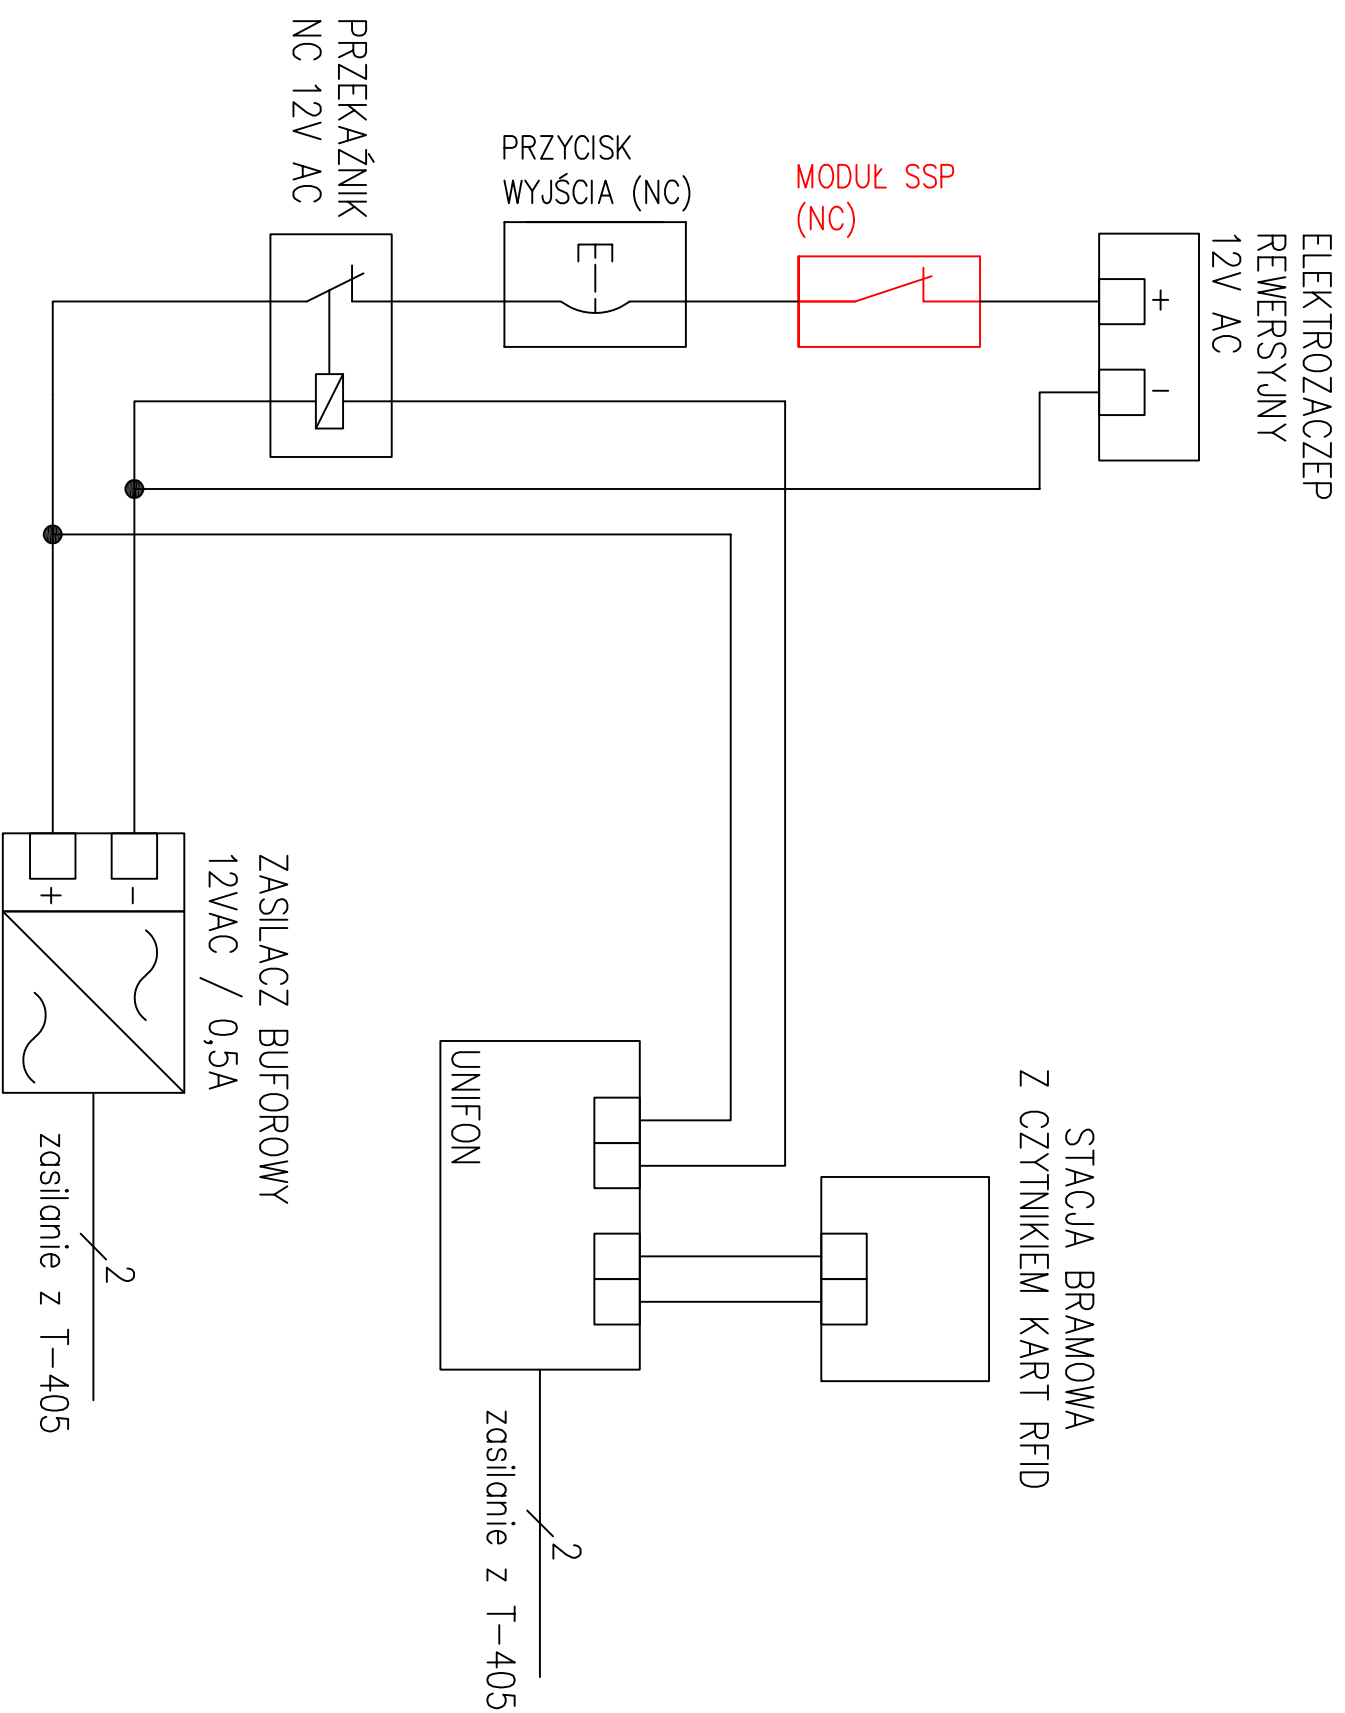 PRZEKAŹNIK
NC 12V AC
PRZYCISK
WYJŚCIA (NC)
MODUŁ SSP
(NC)
ELEKTROZACZEP
REWERSYJNY
12V AC
+
-
ZASILACZ BUFOROWY
12VAC / 0,5A
-
+
2
zasilanie z T-405
UNIFON
2
zasilanie z T-405
STACJA BRAMOWA
Z CZYTNIKIEM KART RFID